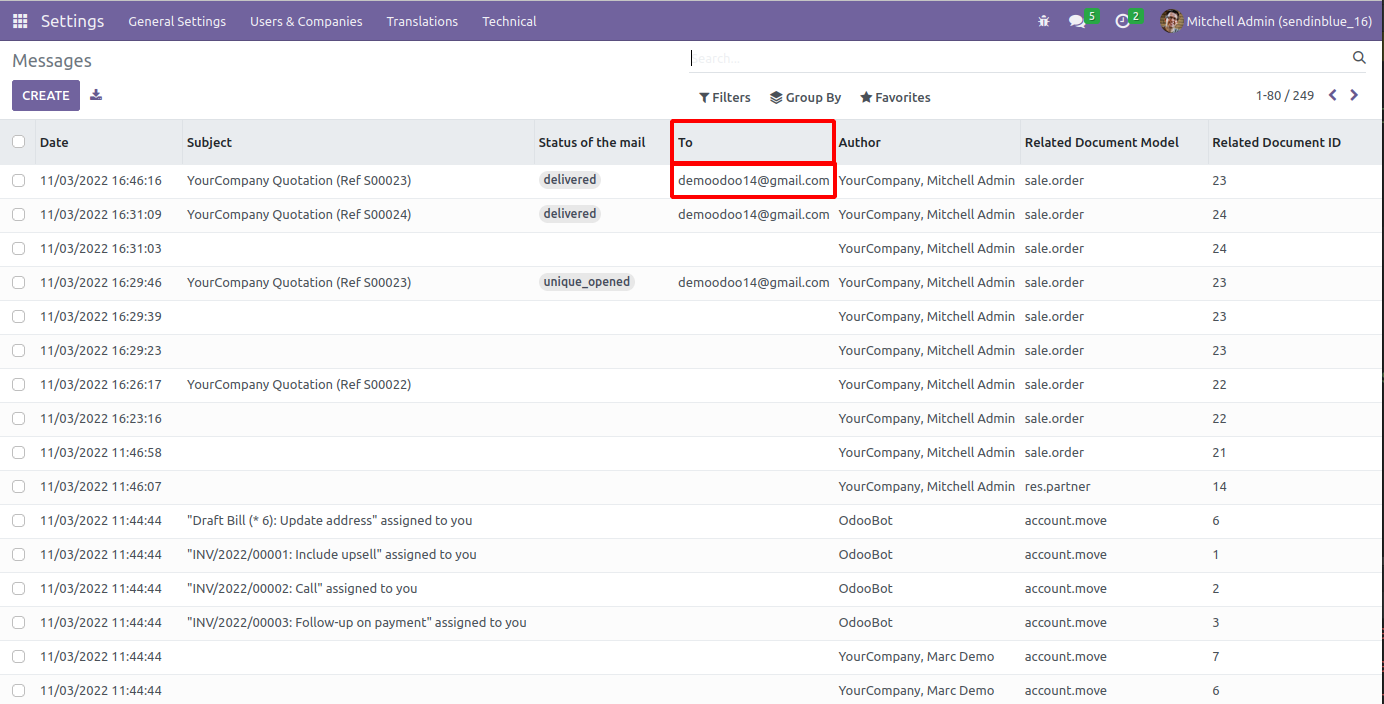 Settings General Settings Users & Companies Translations Technical 5 2 Mitchell Admin (sendinblue_16)
Messages Search...
CREATE Filters Group By Favorites 1-80 / 249
Date Subject Status of the mail To Author Related Document Model Related Document ID
11/03/2022 16:46:16 YourCompany Quotation (Ref S00023) delivered demoodoo14@gmail.com YourCompany, Mitchell Admin sale.order 23
11/03/2022 16:31:09 YourCompany Quotation (Ref S00024) delivered demoodoo14@gmail.com YourCompany, Mitchell Admin sale.order 24
11/03/2022 16:31:03 YourCompany, Mitchell Admin sale.order 24
11/03/2022 16:29:46 YourCompany Quotation (Ref S00023) unique_opened demoodoo14@gmail.com YourCompany, Mitchell Admin sale.order 23
11/03/2022 16:29:39 YourCompany, Mitchell Admin sale.order 23
11/03/2022 16:29:23 YourCompany, Mitchell Admin sale.order 23
11/03/2022 16:26:17 YourCompany Quotation (Ref S00022) YourCompany, Mitchell Admin sale.order 22
11/03/2022 16:23:16 YourCompany, Mitchell Admin sale.order 22
11/03/2022 11:46:58 YourCompany, Mitchell Admin sale.order 21
11/03/2022 11:46:07 YourCompany, Mitchell Admin res.partner 14
11/03/2022 11:44:44 "Draft Bill (* 6): Update address" assigned to you OdooBot account.move 6
11/03/2022 11:44:44 "INV/2022/00001: Include upsell" assigned to you OdooBot account.move 1
11/03/2022 11:44:44 "INV/2022/00002: Call" assigned to you OdooBot account.move 2
11/03/2022 11:44:44 "INV/2022/00003: Follow-up on payment" assigned to you OdooBot account.move 3
11/03/2022 11:44:44 YourCompany, Marc Demo account.move 7
11/03/2022 11:44:44 YourCompany, Marc Demo account.move 6